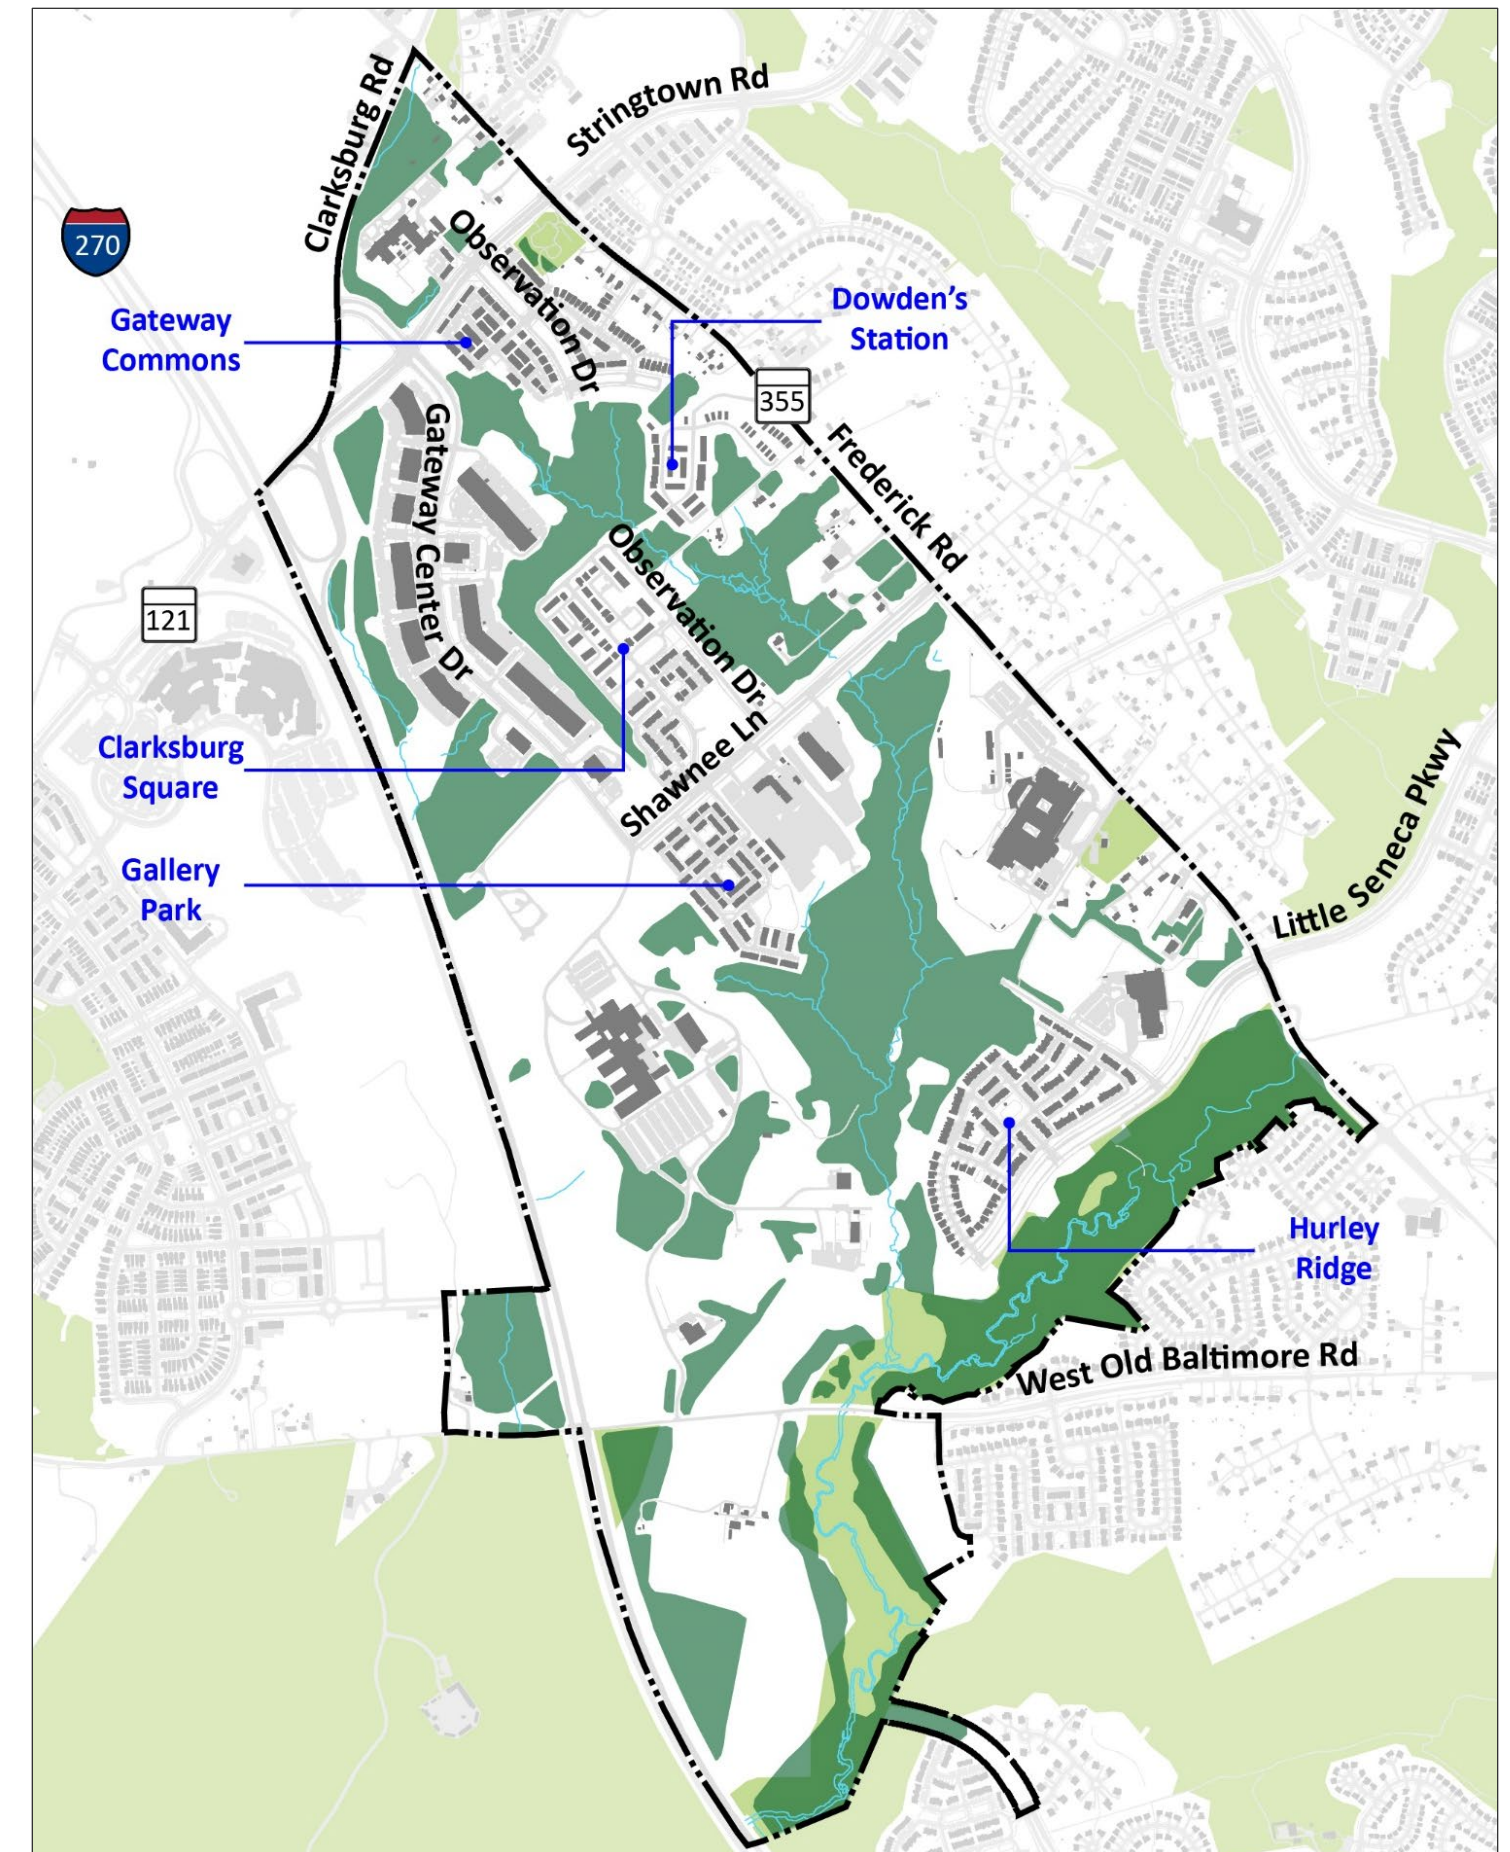 Clarksburg Rd
Stringtown Rd
270
Observation Dr
Gateway
Commons
Dowden’s
Station
355
Gateway Center Dr
Frederick Rd
Observation Dr
121
Clarksburg
Square
Shawnee Ln
Little Seneca Pkwy
Gallery
Park
Hurley
Ridge
West Old Baltimore Rd